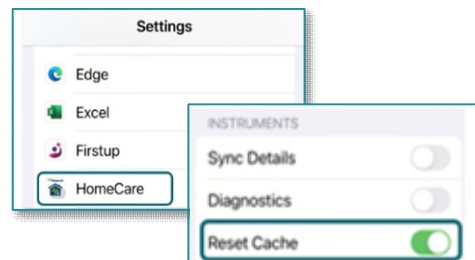 Settings
Edge
Excel
Firstup
HomeCare
INSTRUMENTS
Sync Details
Diagnostics
Reset Cache